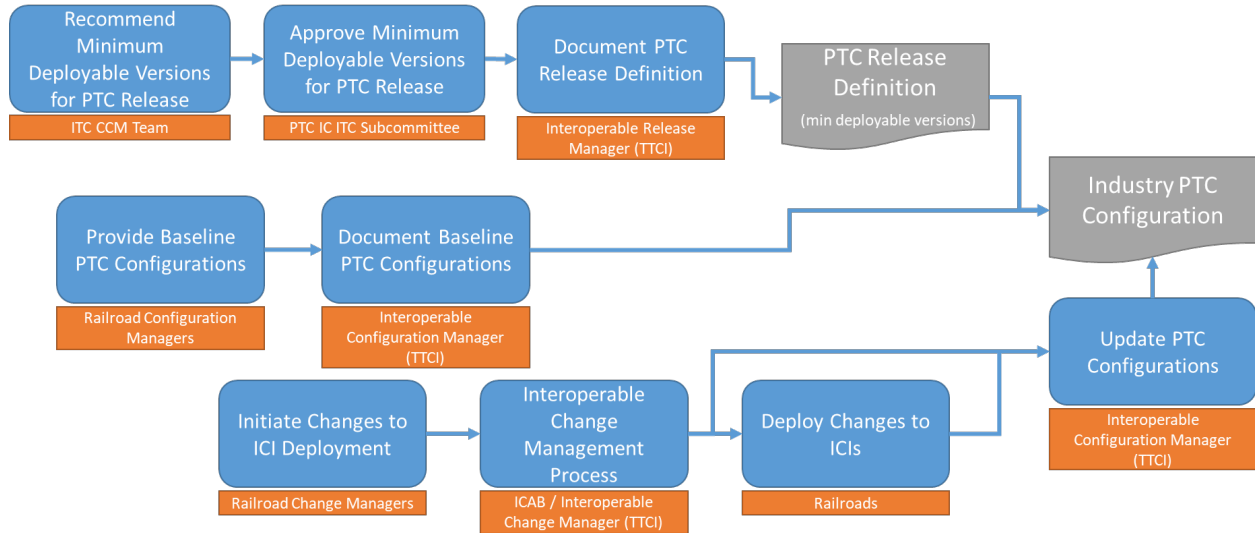 Recommend
Minimum
Deployable Versions
for PTC Release
ITC CCM Team
Approve Minimum
Deployable Versions
for PTC Release
PTC IC ITC Subcommittee
Document PTC
Release Definition
Interoperable Release
Manager (TTCI)
PTC Release
Definition
(min deployable versions)
Industry PTC
Configuration
Provide Baseline
PTC Configurations
Railroad Configuration
Managers
Document Baseline
PTC Configurations
Interoperable
Configuration Manager
(TTCI)
Update PTC
Configurations
Interoperable
Configuration Manager
(TTCI)
Initiate Changes to
ICI Deployment
Railroad Change Managers
Interoperable
Change
Management
Process
ICAB / Interoperable
Change Manager (TTCI)
Deploy Changes to
ICIs
Railroads